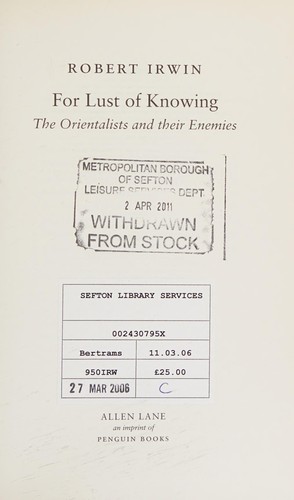 ROBERT IRWIN
For Lust of Knowing
The Orientalists and their Enemies
METROPOLITAN BOROUGH
OF SEFTON
LEISURE SERVICES DEPT
2 APR 2011
WITHDRAWN
FROM STOCK
SEFTON LIBRARY SERVICES
002430795X
Bertrams 11.03.06
950IRW £25.00
27 MAR 2006 C
ALLEN LANE
an imprint of
PENGUIN BOOKS